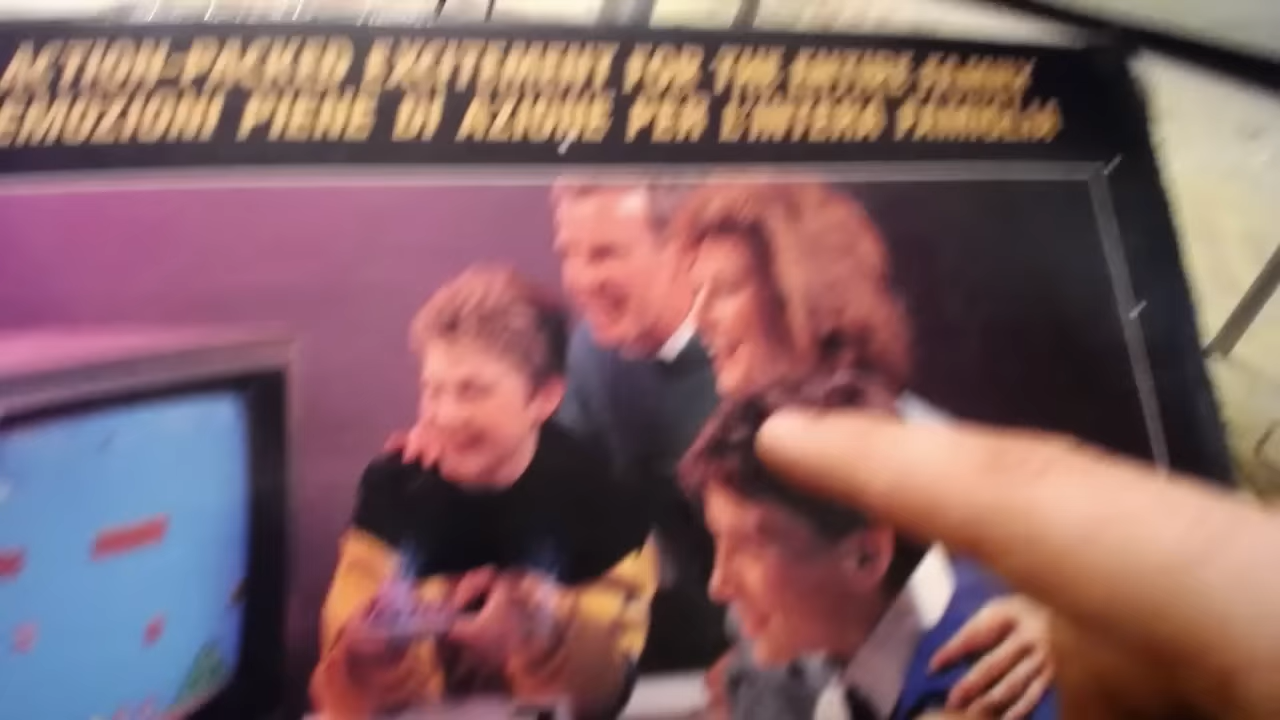 ACTION-PACKED EXCITEMENT FOR THE ENTIRE FAMILY
EMOZIONI PIENE DI AZIONE PER L'INTERA FAMIGLIA